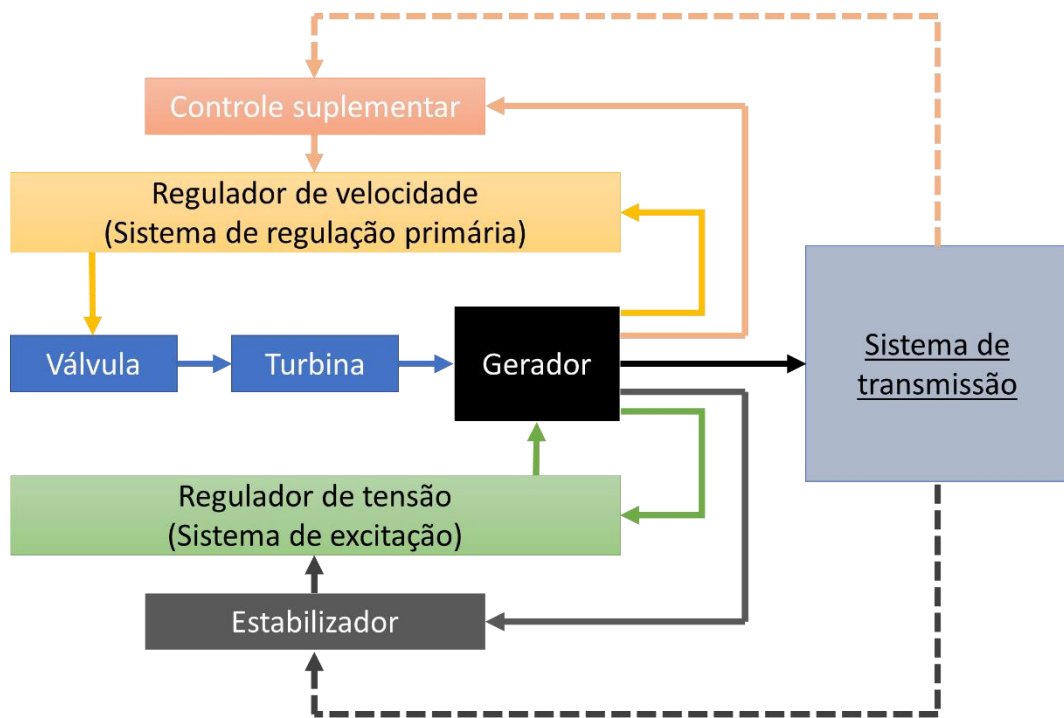 Controle suplementar
Regulador de velocidade
(Sistema de regulação primária)
Válvula
Turbina
Gerador
Sistema de
transmissão
Regulador de tensão
(Sistema de excitação)
Estabilizador